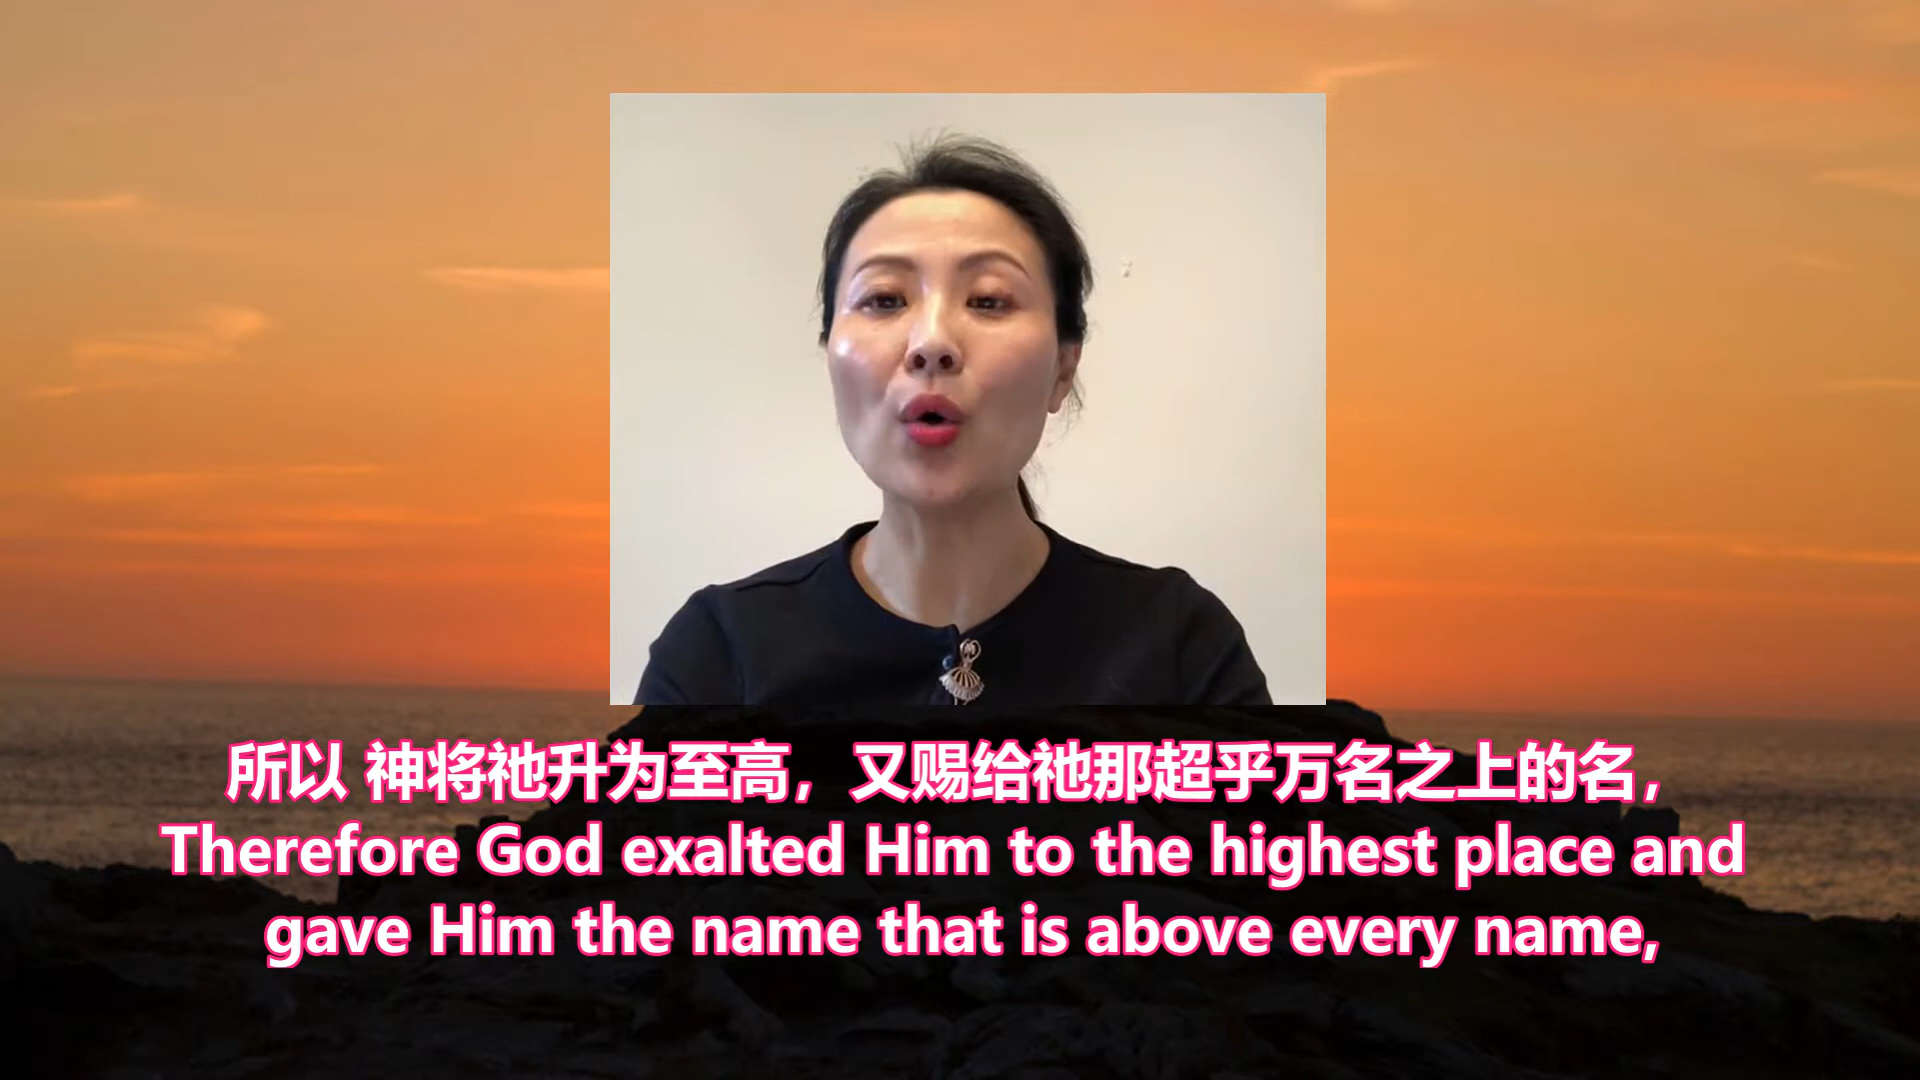 所以 神将祂升为至高，又赐给祂那超乎万名之上的名，
Therefore God exalted Him to the highest place and
gave Him the name that is above every name,